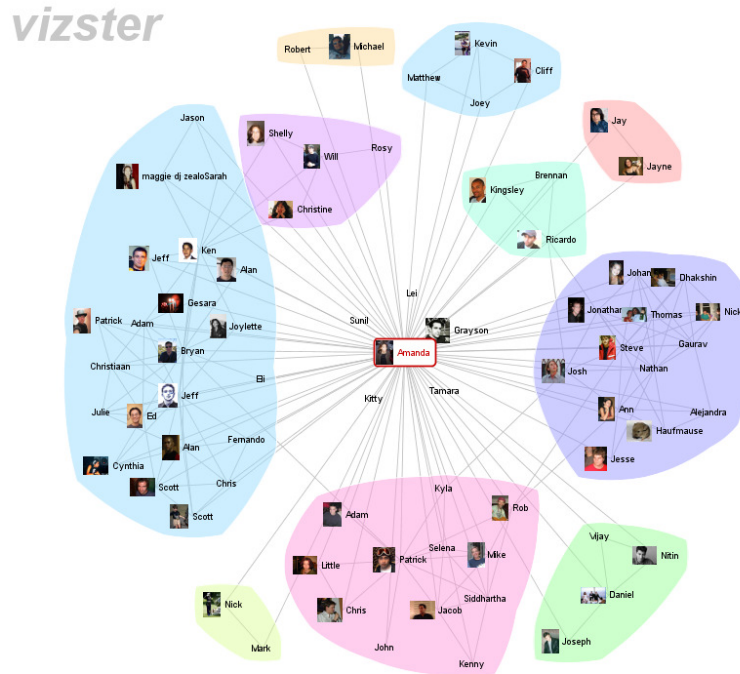 vizster
Robert
Michael
Kevin
Matthew
Cliff
Joey
Jason
Shelly
Will
Rosy
Christine
Jay
Jayne
Brennan
Kingsley
Ricardo
maggie dj zealoSarah
Ken
Jeff
Alan
Gesara
Patrick
Adam
Joylette
Bryan
Christiaan
Eli
Jeff
Julie
Ed
Fernando
Alan
Cynthia
Scott
Chris
Scott
Lei
Sunil
Grayson
Amanda
Kitty
Tamara
Johan
Dhakshin
Jonathan
Thomas
Nick
Steve
Gaurav
Josh
Nathan
Ann
Alejandra
Haufmause
Jesse
Kyla
Adam
Rob
Selena
Mike
Little
Patrick
Siddhartha
Chris
Jacob
John
Kenny
Vijay
Nitin
Daniel
Joseph
Nick
Mark